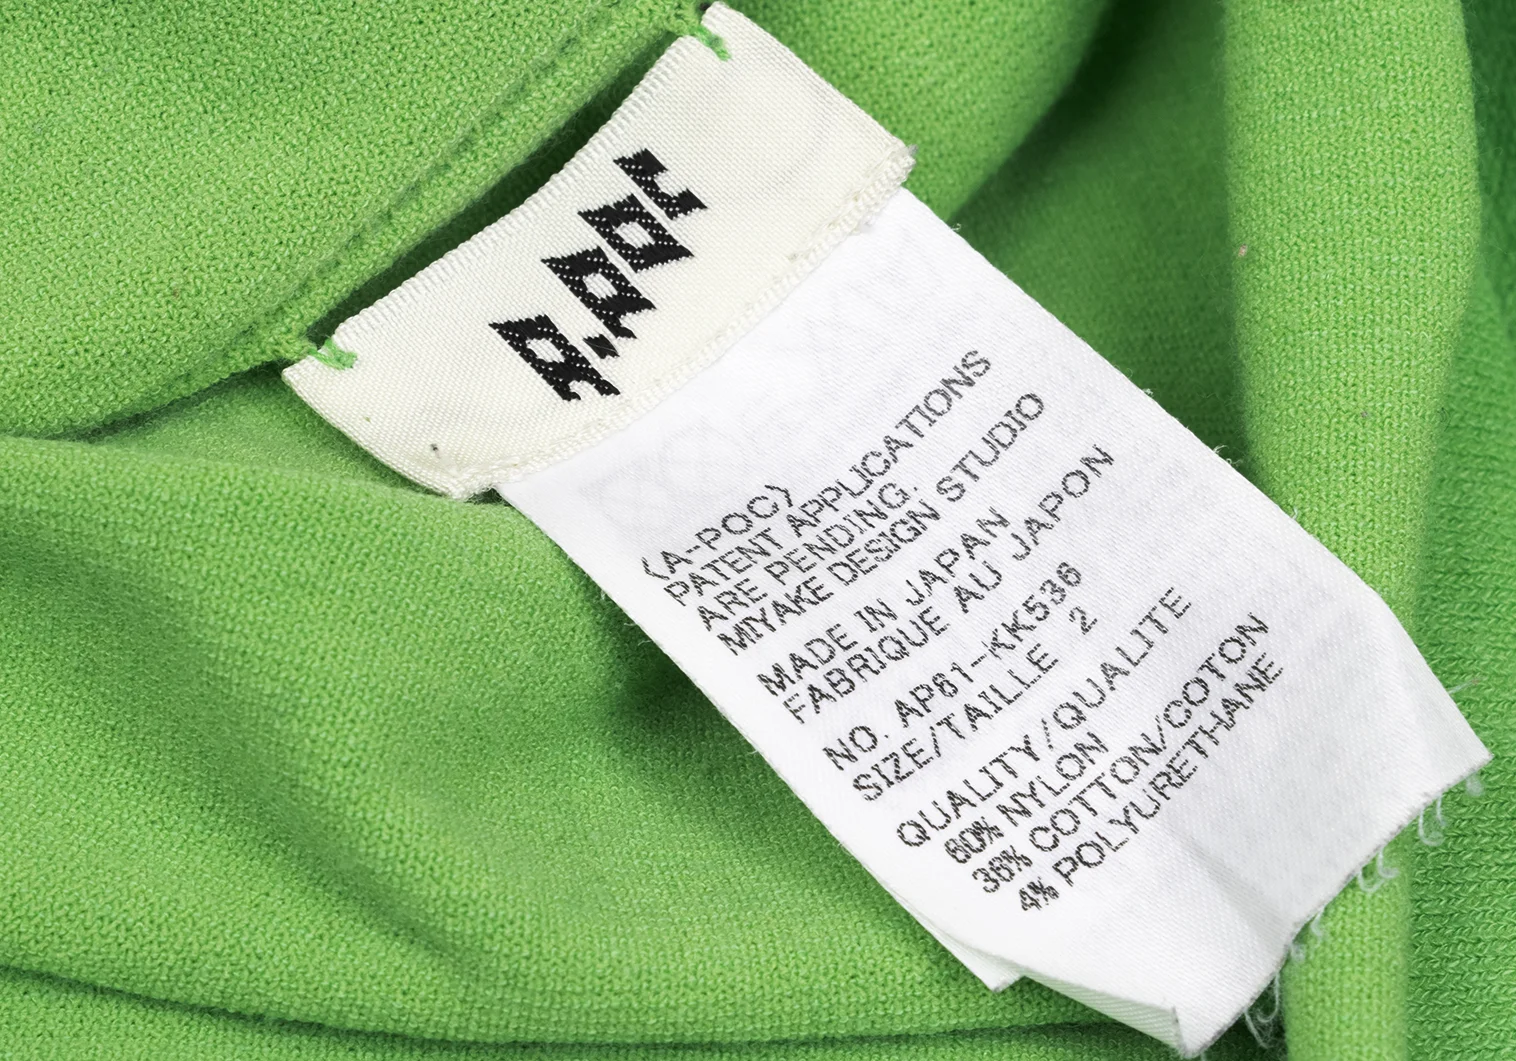 A-POC
〈A-POC〉
PATENT APPLICATIONS
ARE PENDING.
MIYAKE DESIGN STUDIO
MADE IN JAPAN
FABRIQUE AU JAPON
NO. AP61-KK536
SIZE/TAILLE 2
QUALITY/QUALITE
60% NYLON
36% COTTON/COTON
4% POLYURETHANE